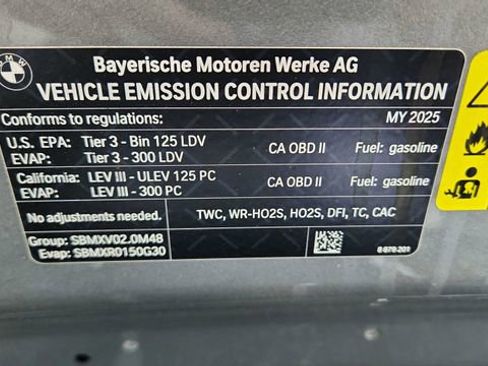 BMW
Bayerische Motoren Werke AG
VEHICLE EMISSION CONTROL INFORMATION
Conforms to regulations: MY 2025
U.S. EPA: Tier 3 - Bin 125 LDV CA OBD II Fuel: gasoline
EVAP: Tier 3 - 300 LDV
California: LEV III - ULEV 125 PC CA OBD II Fuel: gasoline
EVAP: LEV III - 300 PC
No adjustments needed. TWC, WR-HO2S, HO2S, DFI, TC, CAC
Group: SBMXV02.0M48
Evap: SBMXR0150G30